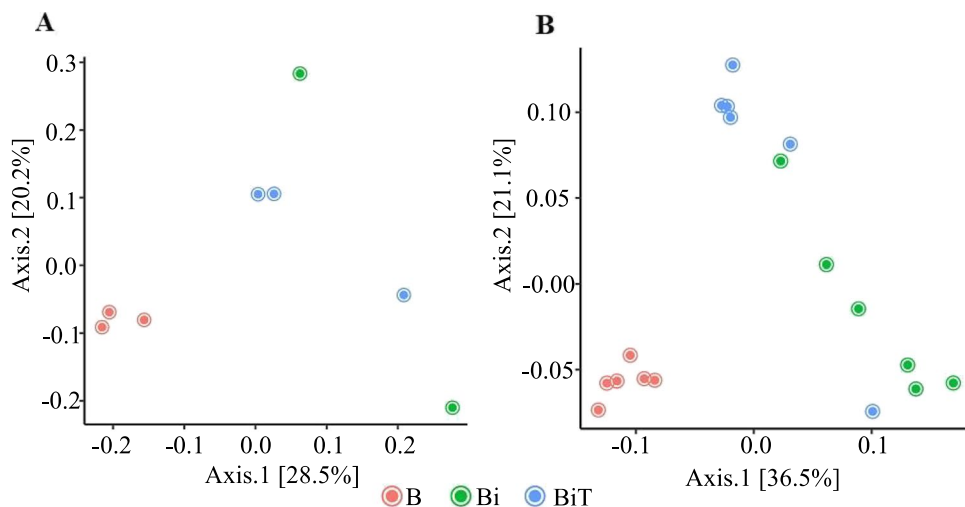 A
0.3
0.2
0.1
0.0
-0.1
-0.2
Axis.2 [20.2%]
-0.2 -0.1 0.0 0.1 0.2
Axis.1 [28.5%]
B
0.10
0.05
-0.00
-0.05
Axis.2 [21.1%]
-0.1 0.0 0.1
Axis.1 [36.5%]
B Bi BiT